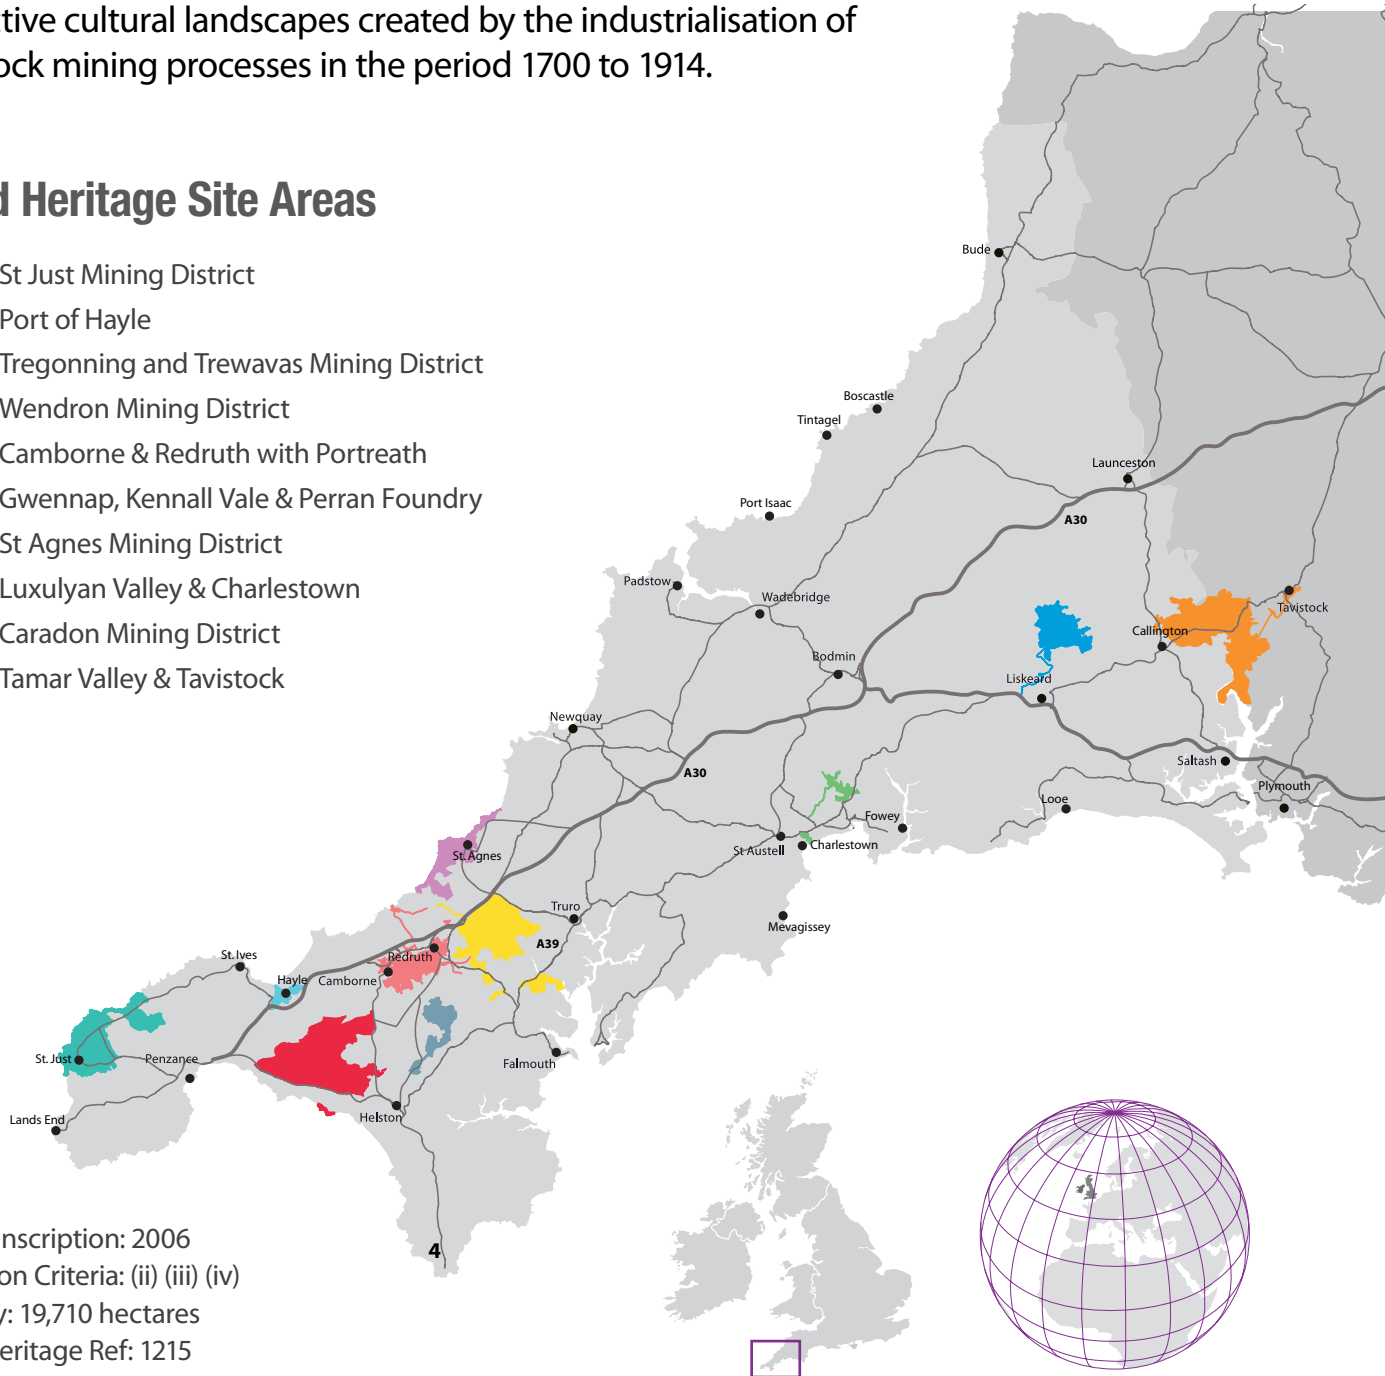 tive cultural landscapes created by the industrialisation of
ock mining processes in the period 1700 to 1914.
d Heritage Site Areas
St Just Mining District
Port of Hayle
Tregonning and Trewavas Mining District
Wendron Mining District
Camborne & Redruth with Portreath
Gwennap, Kennall Vale & Perran Foundry
St Agnes Mining District
Luxulyan Valley & Charlestown
Caradon Mining District
Tamar Valley & Tavistock
Bude
Boscastle
Tintagel
Launceston
Port Isaac
A30
Padstow
Wadebridge
Tavistock
Callington
Bodmin
Liskeard
Newquay
Saltash
A30
Plymouth
Looe
Fowey
St Austell
Charlestown
St. Agnes
Truro
Mevagissey
A39
Redruth
St. Ives
Hayle
Camborne
St. Just
Penzance
Falmouth
Lands End
Helston
4
nscription: 2006
on Criteria: (ii) (iii) (iv)
y: 19,710 hectares
eritage Ref: 1215